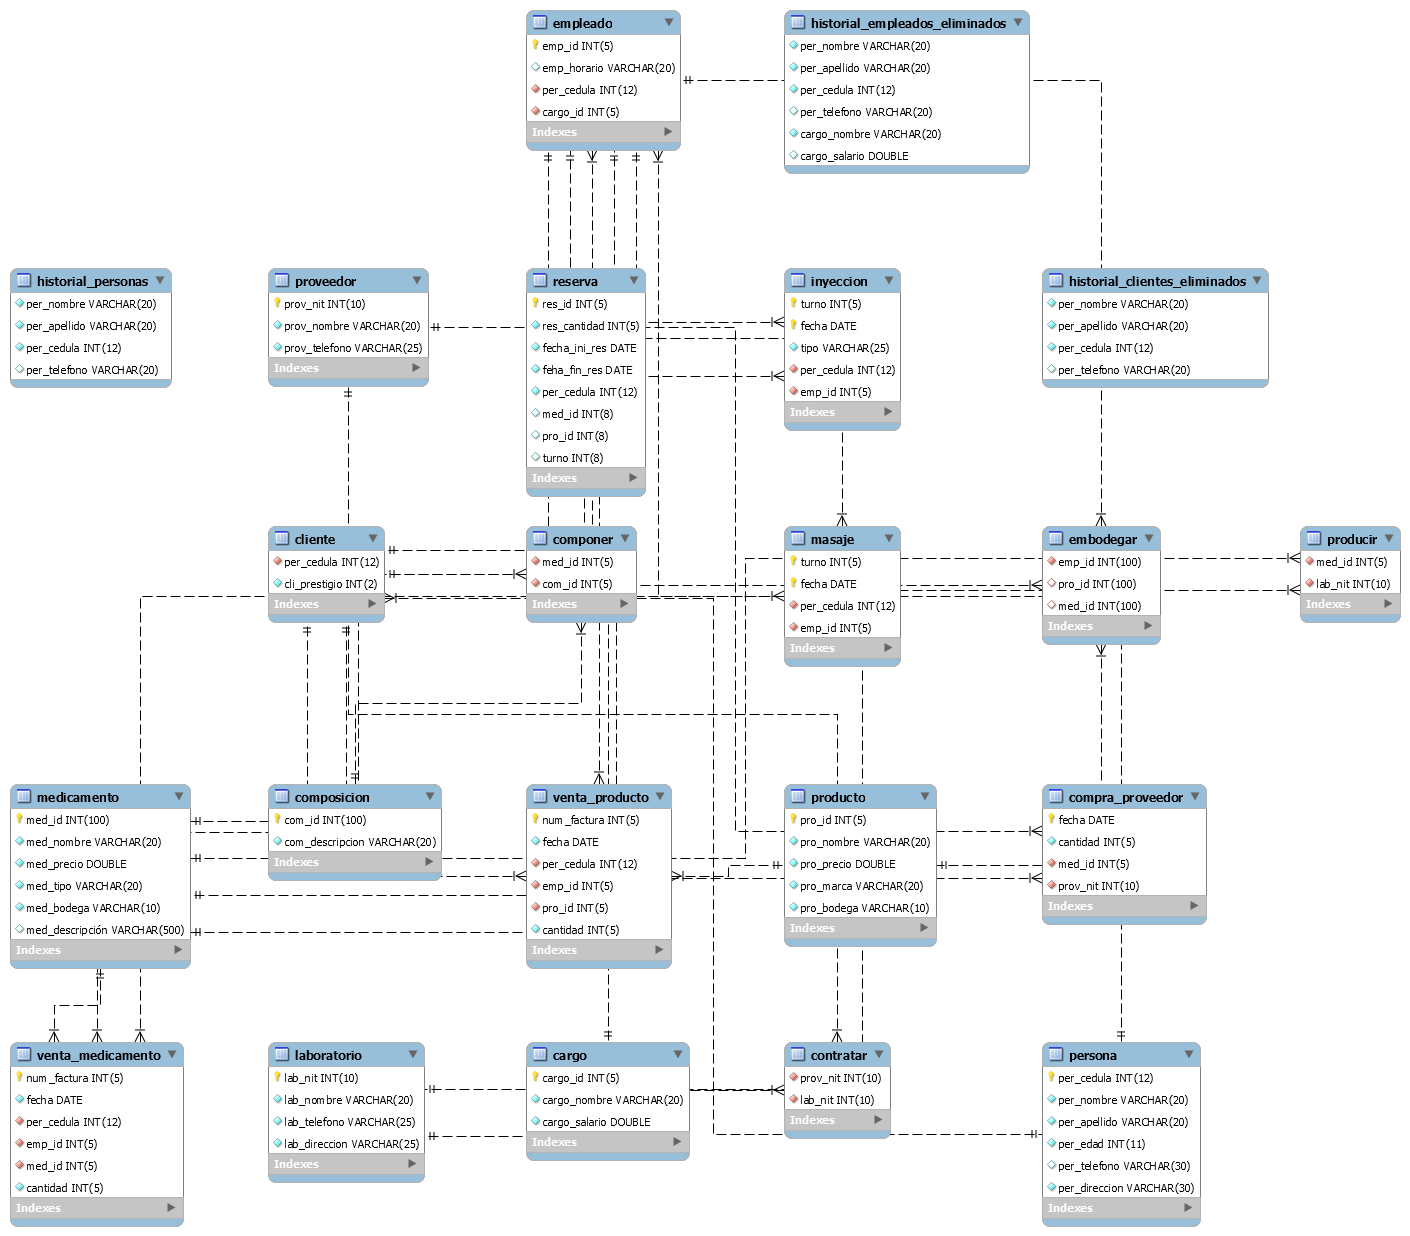 empleado
emp_id INT(5)
emp_horario VARCHAR(20)
per_cedula INT(12)
cargo_id INT(5)
Indexes
historial_empleados_eliminados
per_nombre VARCHAR(20)
per_apellido VARCHAR(20)
per_cedula INT(12)
per_telefono VARCHAR(20)
cargo_nombre VARCHAR(20)
cargo_salario DOUBLE
historial_personas
per_nombre VARCHAR(20)
per_apellido VARCHAR(20)
per_cedula INT(12)
per_telefono VARCHAR(20)
proveedor
prov_nit INT(10)
prov_nombre VARCHAR(20)
prov_telefono VARCHAR(25)
Indexes
reserva
res_id INT(5)
res_cantidad INT(5)
fecha_ini_res DATE
feha_fin_res DATE
per_cedula INT(12)
med_id INT(8)
pro_id INT(8)
turno INT(8)
Indexes
inyeccion
turno INT(5)
fecha DATE
tipo VARCHAR(25)
per_cedula INT(12)
emp_id INT(5)
Indexes
historial_clientes_eliminados
per_nombre VARCHAR(20)
per_apellido VARCHAR(20)
per_cedula INT(12)
per_telefono VARCHAR(20)
cliente
per_cedula INT(12)
cli_prestigio INT(2)
Indexes
componer
med_id INT(5)
com_id INT(5)
Indexes
masaje
turno INT(5)
fecha DATE
per_cedula INT(12)
emp_id INT(5)
Indexes
embodegar
emp_id INT(100)
pro_id INT(100)
med_id INT(100)
Indexes
producir
med_id INT(5)
lab_nit INT(10)
Indexes
medicamento
med_id INT(100)
med_nombre VARCHAR(20)
med_precio DOUBLE
med_tipo VARCHAR(20)
med_bodega VARCHAR(10)
med_descripción VARCHAR(500)
Indexes
composicion
com_id INT(100)
com_descripcion VARCHAR(20)
Indexes
venta_producto
num_factura INT(5)
fecha DATE
per_cedula INT(12)
emp_id INT(5)
pro_id INT(5)
cantidad INT(5)
Indexes
producto
pro_id INT(5)
pro_nombre VARCHAR(20)
pro_precio DOUBLE
pro_marca VARCHAR(20)
pro_bodega VARCHAR(10)
Indexes
compra_proveedor
fecha DATE
cantidad INT(5)
med_id INT(5)
prov_nit INT(10)
Indexes
venta_medicamento
num_factura INT(5)
fecha DATE
per_cedula INT(12)
emp_id INT(5)
med_id INT(5)
cantidad INT(5)
Indexes
laboratorio
lab_nit INT(10)
lab_nombre VARCHAR(20)
lab_telefono VARCHAR(25)
lab_direccion VARCHAR(25)
Indexes
cargo
cargo_id INT(5)
cargo_nombre VARCHAR(20)
cargo_salario DOUBLE
Indexes
contratar
prov_nit INT(10)
lab_nit INT(10)
Indexes
persona
per_cedula INT(12)
per_nombre VARCHAR(20)
per_apellido VARCHAR(20)
per_edad INT(11)
per_telefono VARCHAR(30)
per_direccion VARCHAR(30)
Indexes